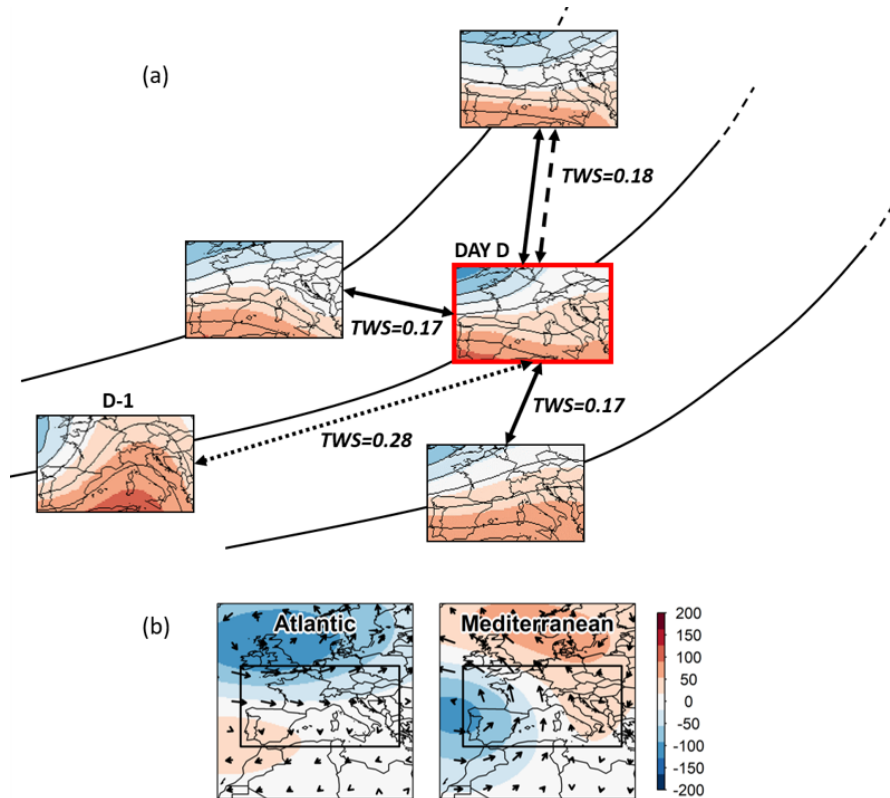 (a)
TWS=0.18
DAY D
TWS=0.17
D-1
TWS=0.17
TWS=0.28
(b)
Atlantic
Mediterranean
200
150
100
50
0
-50
-100
-150
-200